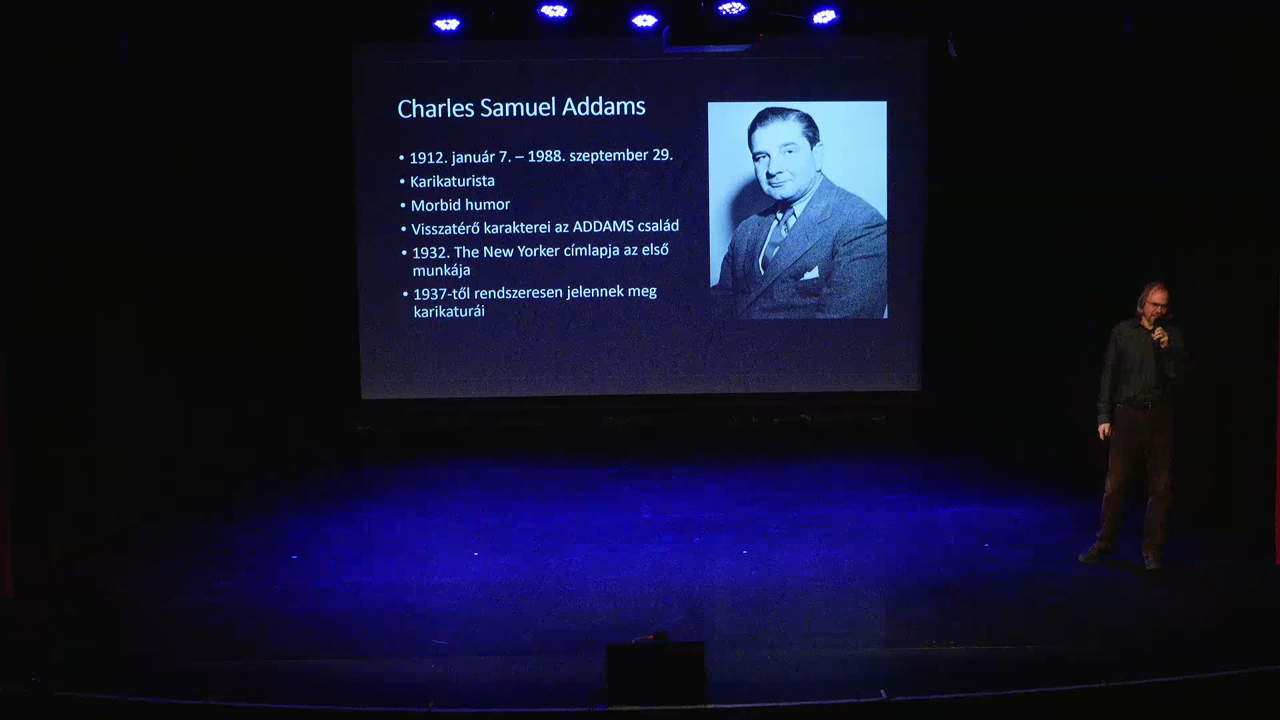 Charles Samuel Addams
• 1912. január 7. – 1988. szeptember 29.
• Karikaturista
• Morbid humor
• Visszatérő karakterei az ADDAMS család
• 1932. The New Yorker címlapja az első
munkája
• 1937-től rendszeresen jelennek meg
karikaturái